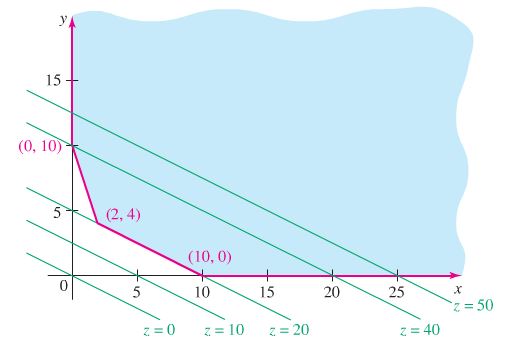 y
15
(0, 10)
5
(2, 4)
(10, 0)
0
5
10
15
20
25
x
z = 50
z = 0
z = 10
z = 20
z = 40